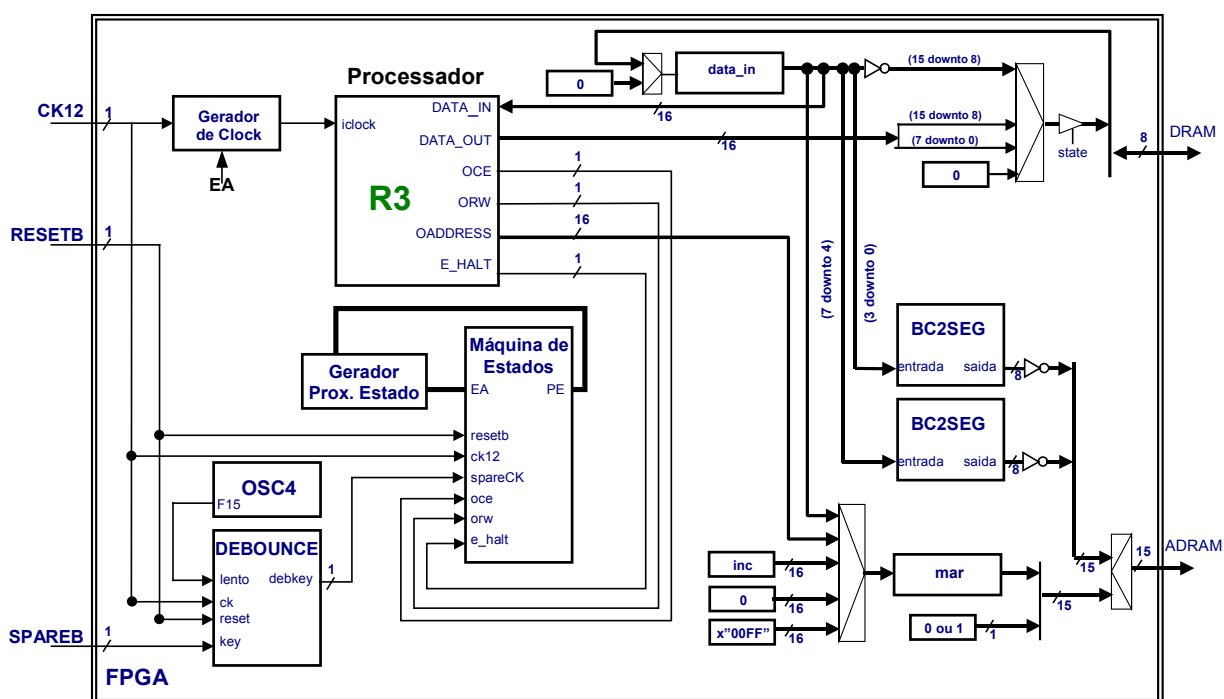 Processador
CK12
1
Gerador
de Clock
EA
iclock
R3
DATA_IN
16
DATA_OUT
16
OCE
1
ORW
1
OADDRESS
16
E_HALT
1
0
data_in
(15 downto 8)
(15 downto 8)
(7 downto 0)
0
state
8
DRAM
RESETB
1
(7 downto 4)
(3 downto 0)
Gerador
Prox. Estado
Máquina de
Estados
EA
PE
resetb
ck12
spareCK
oce
orw
e_halt
BC2SEG
entrada
saida
8
BC2SEG
entrada
saida
8
OSC4
F15
DEBOUNCE
lento
debkey
1
ck
reset
key
SPAREB
1
inc
16
0
16
x"00FF"
16
mar
0 ou 1
1
15
15
15
ADRAM
FPGA